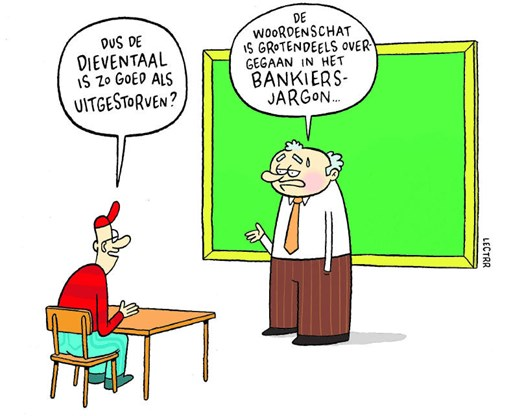 DUS DE
DIEVENTAAL
IS ZO GOED ALS
UITGESTORVEN?
DE
WOORDENSCHAT
IS GROTENDEELS OVER-
GEGAAN IN HET
BANKIERS-
JARGON...
LECTRR